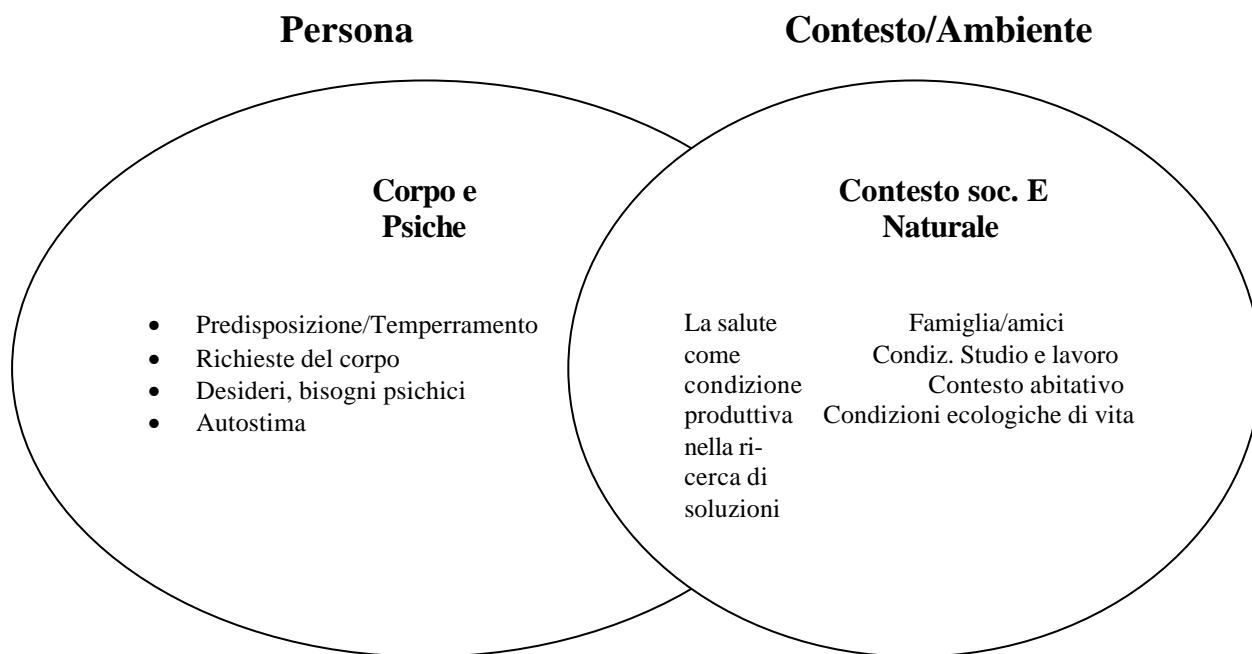 Persona
Contesto/Ambiente
Corpo e
Psiche
• Predisposizione/Temperramento
• Richieste del corpo
• Desideri, bisogni psichici
• Autostima
Contesto soc. E
Naturale
La salute
come
condizione
produttiva
nella ri-
cerca di
soluzioni
Famiglia/amici
Condiz. Studio e lavoro
Contesto abitativo
Condizioni ecologiche di vita